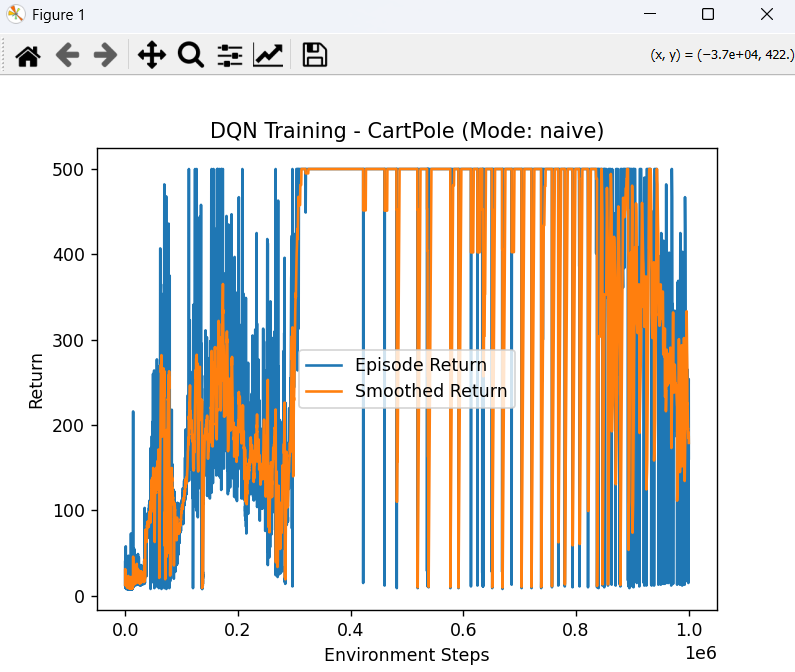 Figure 1
(x, y) = (−3.7e+04, 422.)
DQN Training - CartPole (Mode: naive)
500
400
300
200
100
0
Return
Episode Return
Smoothed Return
0.0 0.2 0.4 0.6 0.8 1.0
1e6
Environment Steps